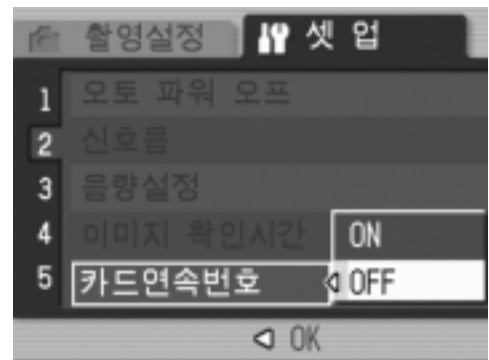 촬영설정 셋 업
1 오토 파워 오프
2 신호음
3 음량설정
4 이미지 확인시간 ON
5 카드연속번호 OFF
OK